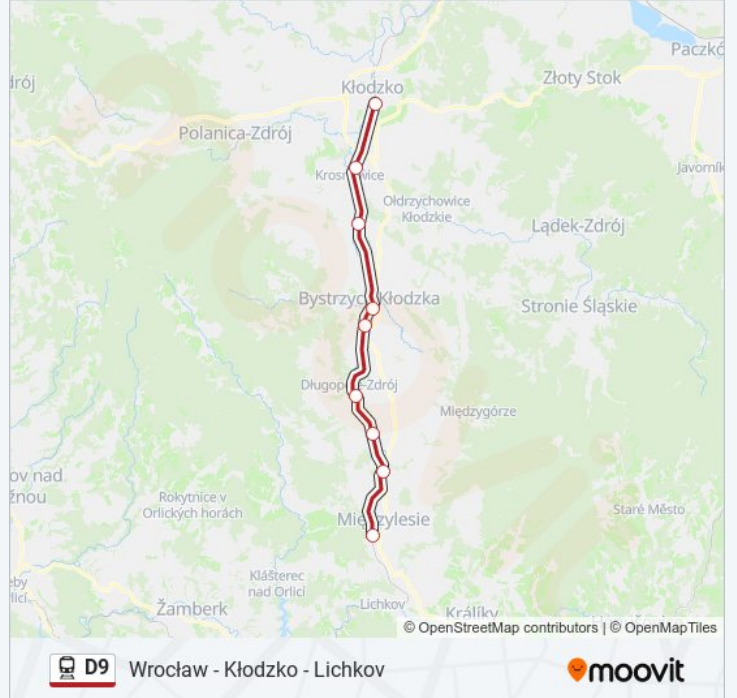 Paczkó
Kłodzko
Złoty Stok
drój
Polanica-Zdrój
Javorník
Krosnowice
Ołdrzychowice
Kłodzkie
Lądek-Zdrój
Bystrzyca Kłodzka
Stronie Śląskie
Długopole-Zdrój
Międzygórze
ov nad
žnou
Rokytnice v
Orlických horách
Staré Město
Międzylesie
Klášterec
nad Orlicí
Žamberk
Lichkov
Králíky
© OpenStreetMap contributors | © OpenMapTiles
D9 Wrocław - Kłodzko - Lichkov
moovit